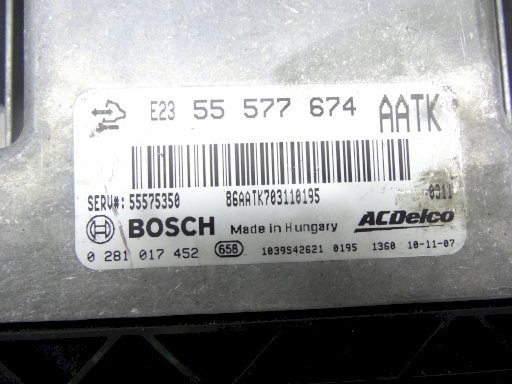 E23 55 577 674 AATK
SERV#: 55575350 86AATK703110195 0311
BOSCH Made in Hungary ACDelco
0 281 017 452 65B 1039S42621 0195 1360 10-11-07